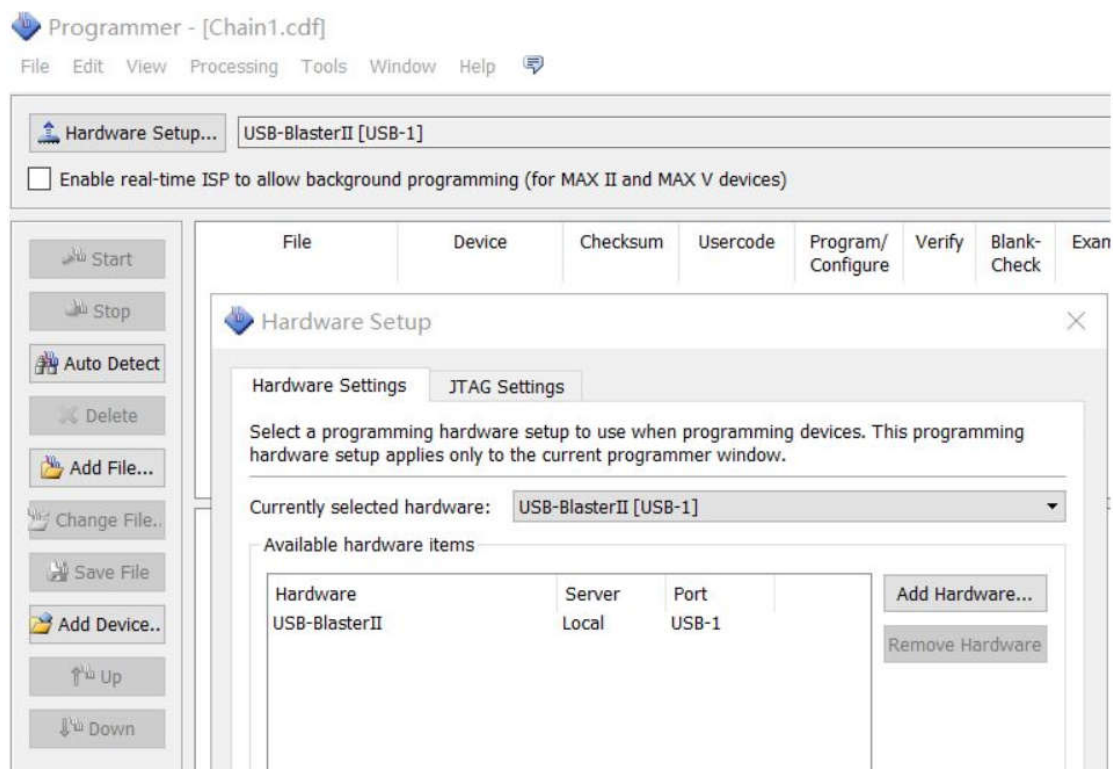 Programmer - [Chain1.cdf]
File Edit View Processing Tools Window Help
Hardware Setup... USB-BlasterII [USB-1]
Enable real-time ISP to allow background programming (for MAX II and MAX V devices)
File Device Checksum Usercode Program/ Configure Verify Blank- Check Exam
Start
Stop
Auto Detect
Delete
Add File...
Change File..
Save File
Add Device..
Up
Down
Hardware Setup
Hardware Settings JTAG Settings
Select a programming hardware setup to use when programming devices. This programming
hardware setup applies only to the current programmer window.
Currently selected hardware: USB-BlasterII [USB-1]
Available hardware items
Hardware Server Port
USB-BlasterII Local USB-1
Add Hardware...
Remove Hardware